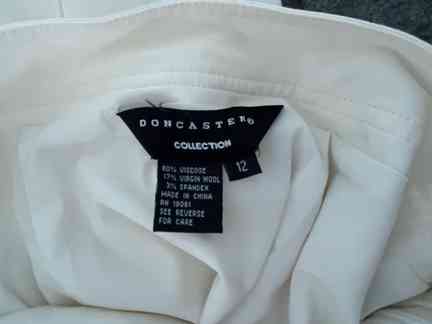 DONCASTER®
COLLECTION
12
80% VISCOSE
17% VIRGIN WOOL
3% SPANDEX
MADE IN CHINA
RN 19061
SEE REVERSE
FOR CARE